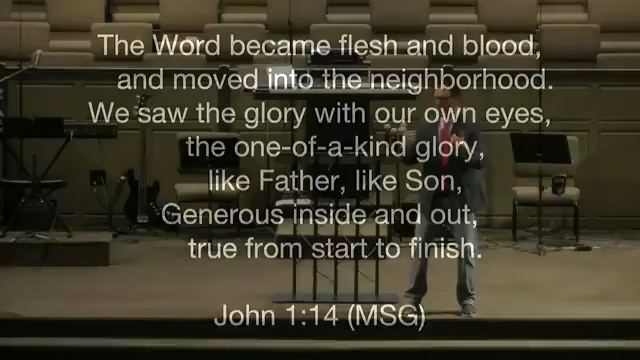 The Word became flesh and blood,
and moved into the neighborhood.
We saw the glory with our own eyes,
the one-of-a-kind glory,
like Father, like Son,
Generous inside and out,
true from start to finish.
John 1:14 (MSG)